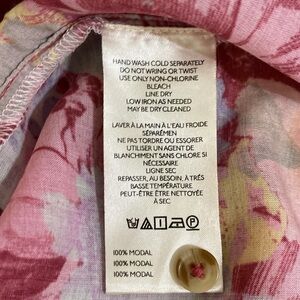 HAND WASH COLD SEPARATELY
DO NOT WRING OR TWIST
USE ONLY NON-CHLORINE
BLEACH
LINE DRY
LOW IRON AS NEEDED
MAY BE DRY CLEANED
LAVER À LA MAIN À L'EAU FROIDE
SÉPARÉMEN
NE PAS TORDRE OU ESSORER
UTILISER UN AGENT DE
BLANCHIMENT SANS CHLORE SI
NÉCESSAIRE
LIGNE SEC
REPASSER, AU BESOIN, À TRÈS
BASSE TEMPÉRATURE
PEUT-ÊTRE ÊTRE NETTOYÉE
À SEC
100% MODAL
100% MODAL
100% MODAL